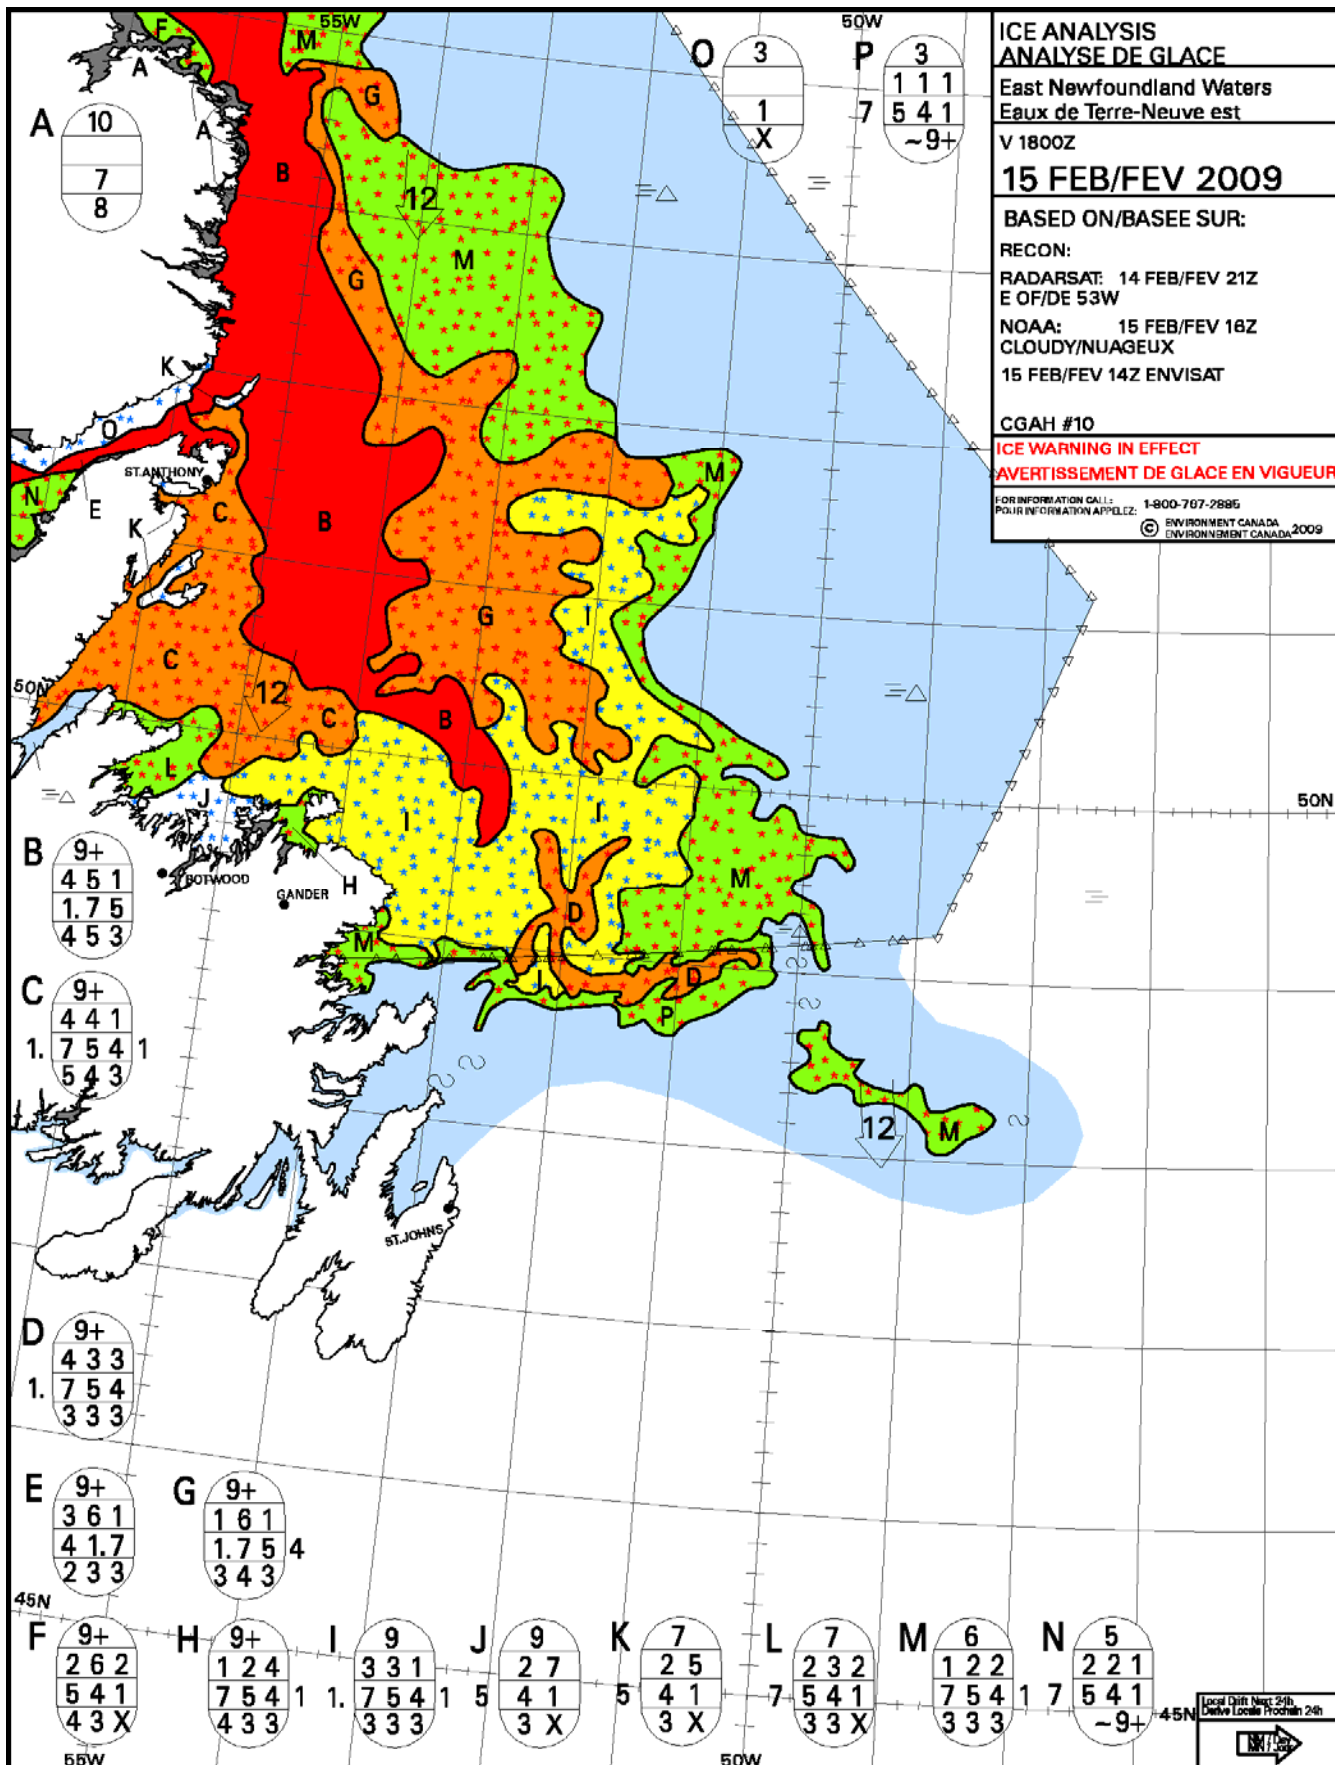 55W
50W
ICE ANALYSIS
ANALYSE DE GLACE
East Newfoundland Waters
Eaux de Terre-Neuve est
V 1800Z
15 FEB/FEV 2009
BASED ON/BASEE SUR:
RECON:
RADARSAT: 14 FEB/FEV 21Z
E OF/DE 53W
NOAA: 15 FEB/FEV 16Z
CLOUDY/NUAGEUX
15 FEB/FEV 14Z ENVISAT
CGAH #10
ICE WARNING IN EFFECT
AVERTISSEMENT DE GLACE EN VIGUEUR
FOR INFORMATION CALL:
POUR INFORMATION APPELEZ: 1-800-767-2885
© ENVIRONMENT CANADA
ENVIRONNEMENT CANADA 2009
O
3
1
X
P
3
1 1 1
7 5 4 1
~9+
A
10
7
8
F
M
A
G
A
B
12
M
G
K
O
ST.ANTHONY
N
E
C
K
B
M
G
I
C
50N
12
C
B
L
J
I
I
50N
M
H
BOTWOOD
GANDER
D
M
I
D
P
12
M
ST.JOHNS
B
9+
4 5 1
1.7 5
4 5 3
C
9+
4 4 1
1. 7 5 4 1
5 4 3
D
9+
4 3 3
1. 7 5 4
3 3 3
E
9+
3 6 1
4 1.7
2 3 3
G
9+
1 6 1
1.7 5 4
3 4 3
45N
F
9+
2 6 2
5 4 1
4 3 X
H
9+
1 2 4
7 5 4 1
4 3 3
I
9
3 3 1
1. 7 5 4 1
3 3 3
J
9
2 7
5 4 1
3 X
K
7
2 5
5 4 1
3 X
L
7
2 3 2
7 5 4 1
3 3 X
M
6
1 2 2
7 5 4 1
3 3 3
N
5
2 2 1
7 5 4 1
~9+
45N
55W
50W
Local Drift Next 24h
Derive Locale Prochain 24h